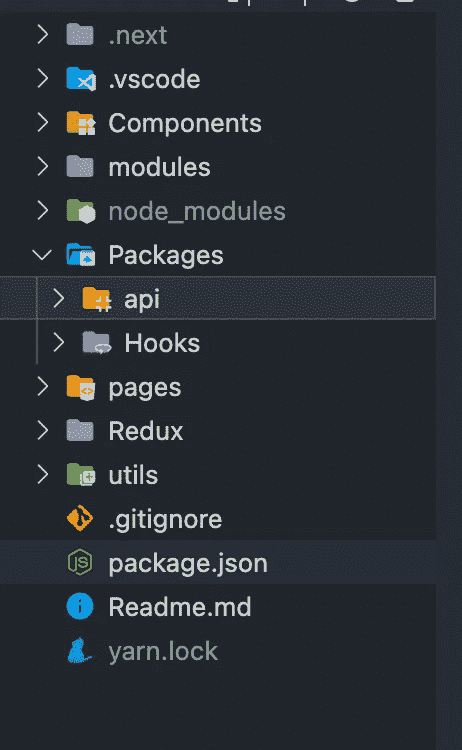 .next
.vscode
Components
modules
node_modules
Packages
api
Hooks
pages
Redux
utils
.gitignore
package.json
Readme.md
yarn.lock